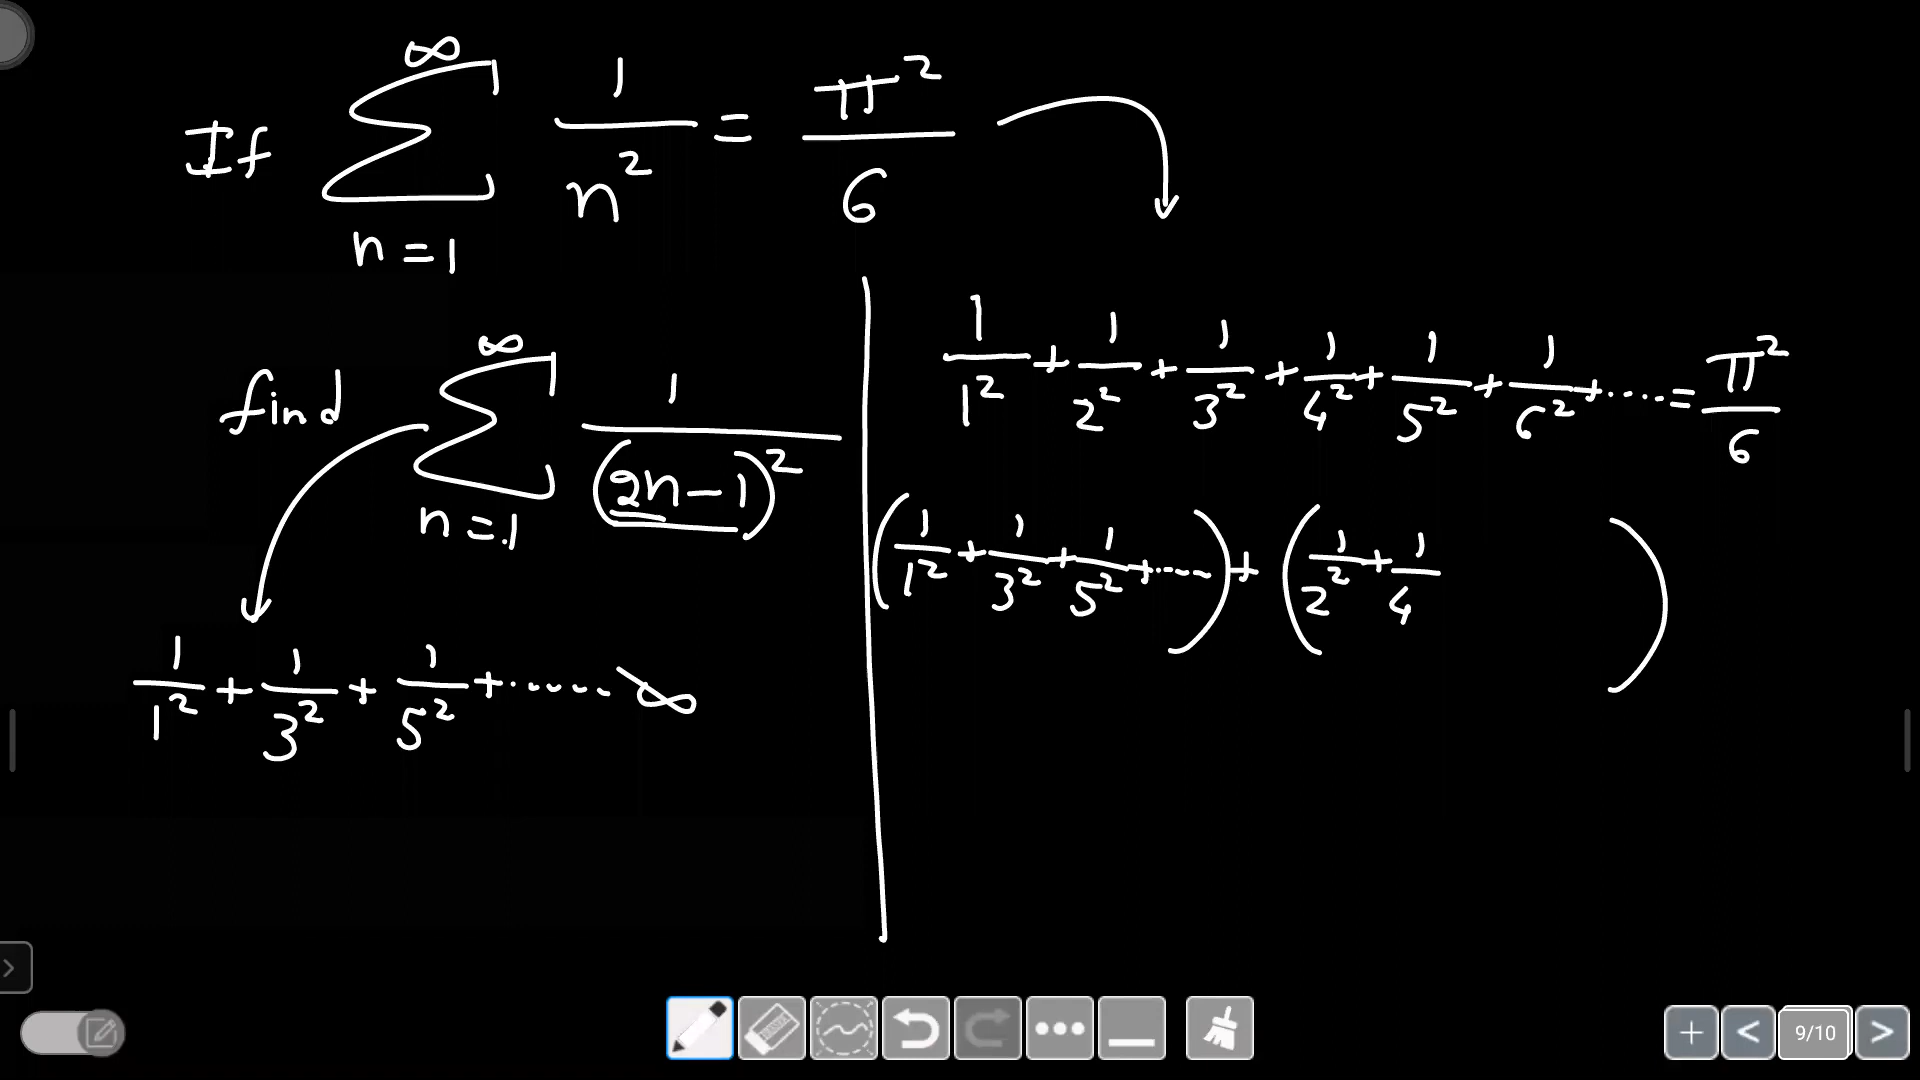 If ∞ Σ n=1 1/n² = π²/6
find ∞ Σ n=1 1/(2n-1)²
1/1² + 1/3² + 1/5² + ...... ∞
1/1² + 1/2² + 1/3² + 1/4² + 1/5² + 1/6² + ..... = π²/6
(1/1² + 1/3² + 1/5² + .....) + (1/2² + 1/4 )
9/10